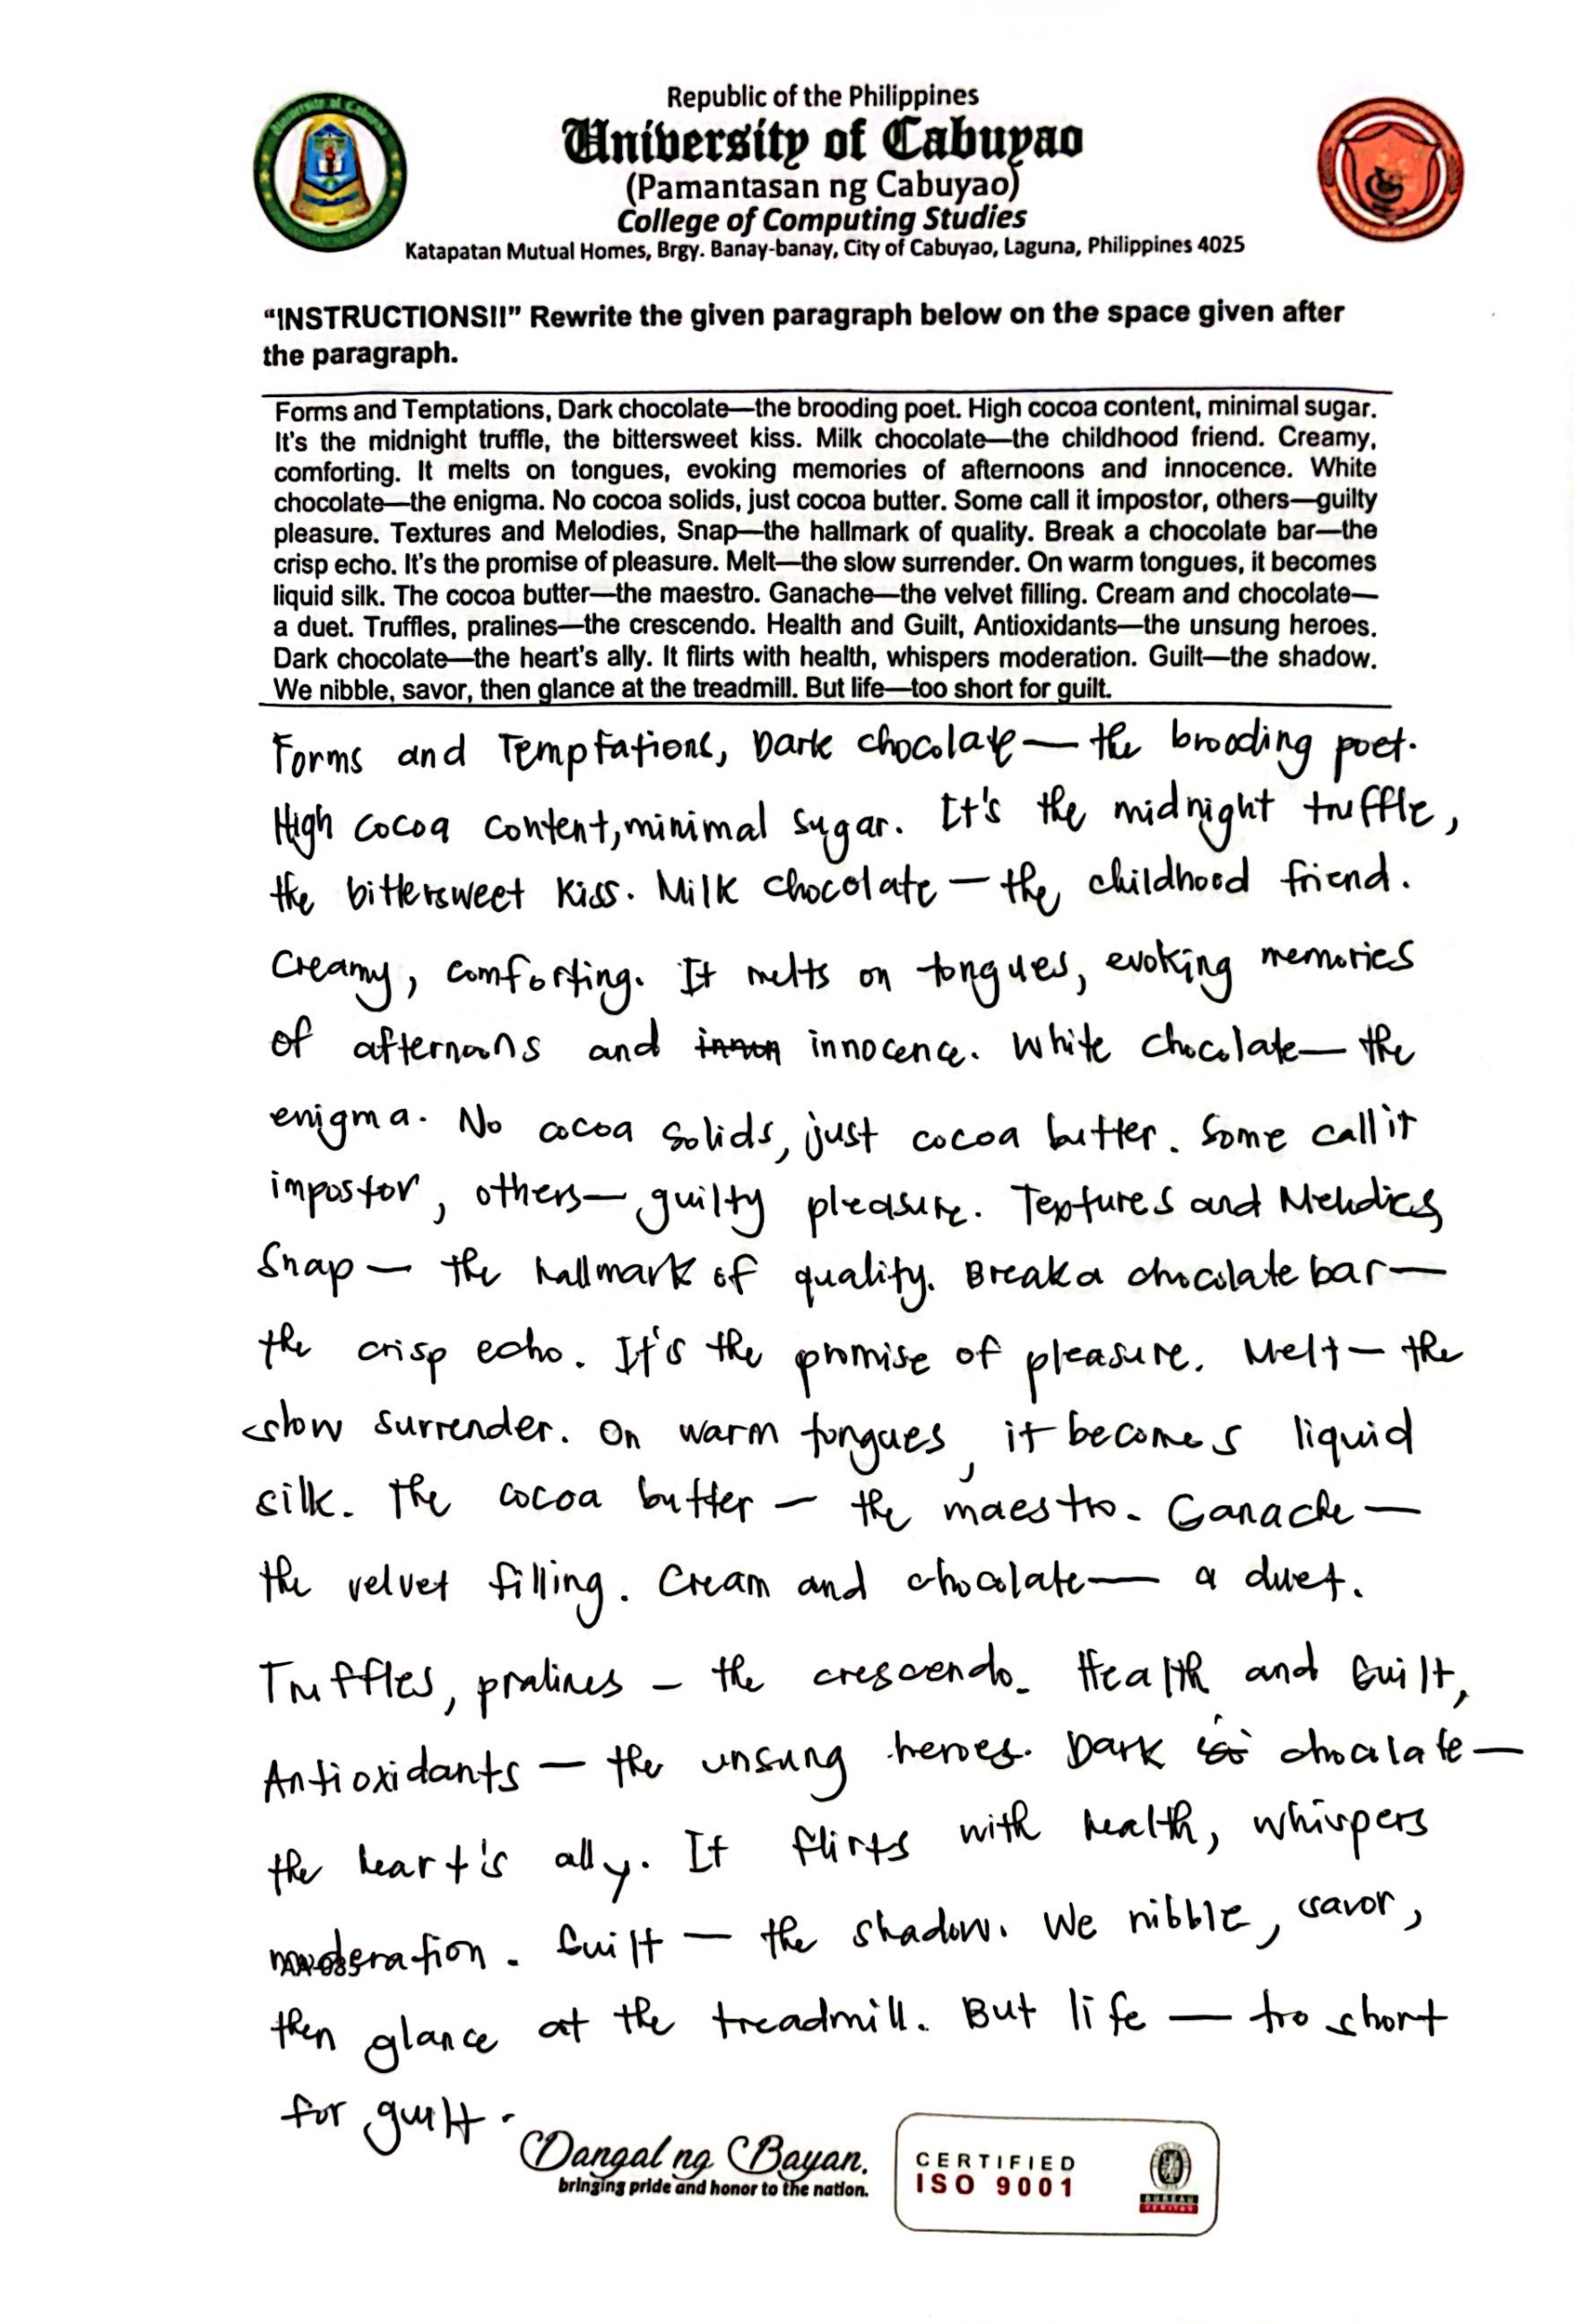 Republic of the Philippines
University of Cabuyao
(Pamantasan ng Cabuyao)
College of Computing Studies
Katapatan Mutual Homes, Brgy. Banay-banay, City of Cabuyao, Laguna, Philippines 4025
“INSTRUCTIONS!!” Rewrite the given paragraph below on the space given after
the paragraph.
Forms and Temptations, Dark chocolate—the brooding poet. High cocoa content, minimal sugar.
It's the midnight truffle, the bittersweet kiss. Milk chocolate—the childhood friend. Creamy,
comforting. It melts on tongues, evoking memories of afternoons and innocence. White
chocolate—the enigma. No cocoa solids, just cocoa butter. Some call it impostor, others—guilty
pleasure. Textures and Melodies, Snap—the hallmark of quality. Break a chocolate bar—the
crisp echo. It's the promise of pleasure. Melt—the slow surrender. On warm tongues, it becomes
liquid silk. The cocoa butter—the maestro. Ganache—the velvet filling. Cream and chocolate—
a duet. Truffles, pralines—the crescendo. Health and Guilt, Antioxidants—the unsung heroes.
Dark chocolate—the heart's ally. It flirts with health, whispers moderation. Guilt—the shadow.
We nibble, savor, then glance at the treadmill. But life—too short for guilt.
Forms and Temptations, Dark chocolate — the brooding poet.
High cocoa content, minimal sugar. It's the midnight truffle,
the bittersweet kiss. Milk chocolate — the childhood friend.
Creamy, comforting. It melts on tongues, evoking memories
of afternoons and innocence. White chocolate — the
enigma. No cocoa solids, just cocoa butter. Some call it
impostor, others — guilty pleasure. Textures and Melodies,
Snap — the hallmark of quality. Break a chocolate bar —
the crisp echo. It's the promise of pleasure. Melt — the
slow surrender. On warm tongues, it becomes liquid
silk. The cocoa butter — the maestro. Ganache —
the velvet filling. Cream and chocolate — a duet.
Truffles, pralines — the crescendo. Health and Guilt,
Antioxidants — the unsung heroes. Dark chocolate —
the heart's ally. It flirts with health, whispers
moderation. Guilt — the shadow. We nibble, savor,
then glance at the treadmill. But life — too short
for guilt.
Dangal ng Bayan.
bringing pride and honor to the nation.
CERTIFIED
ISO 9001
BUREAU
VERITAS